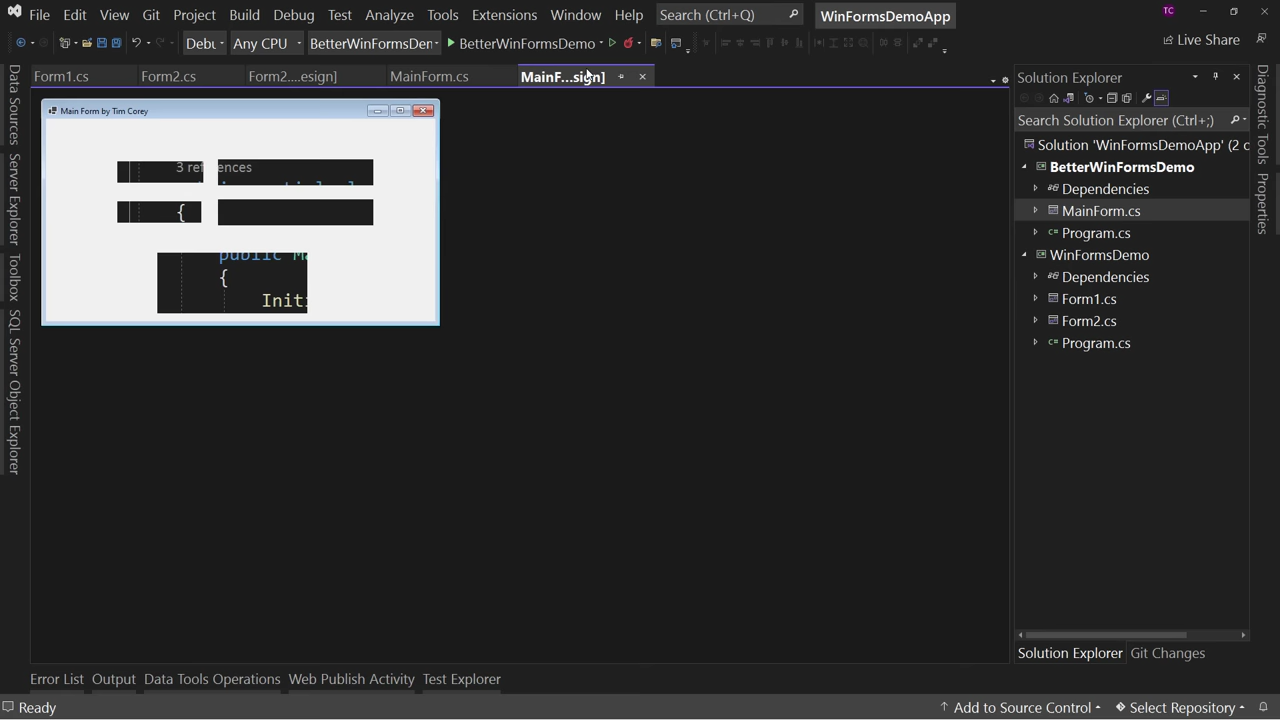 File Edit View Git Project Build Debug Test Analyze Tools Extensions Window Help Search (Ctrl+Q) WinFormsDemoApp TC
Debu Any CPU BetterWinFormsDer BetterWinFormsDemo Live Share
Form1.cs Form2.cs Form2....esign] MainForm.cs MainF...sign]
Main Form by Tim Corey
3 references
{
public Ma
{
Initi
Data Sources
Server Explorer
Toolbox
SQL Server Object Explorer
Solution Explorer
Search Solution Explorer (Ctrl+;)
Solution 'WinFormsDemoApp' (2 c
BetterWinFormsDemo
Dependencies
MainForm.cs
C# Program.cs
WinFormsDemo
Dependencies
Form1.cs
Form2.cs
C# Program.cs
Solution Explorer Git Changes
Diagnostic Tools
Properties
Error List Output Data Tools Operations Web Publish Activity Test Explorer
Ready Add to Source Control Select Repository